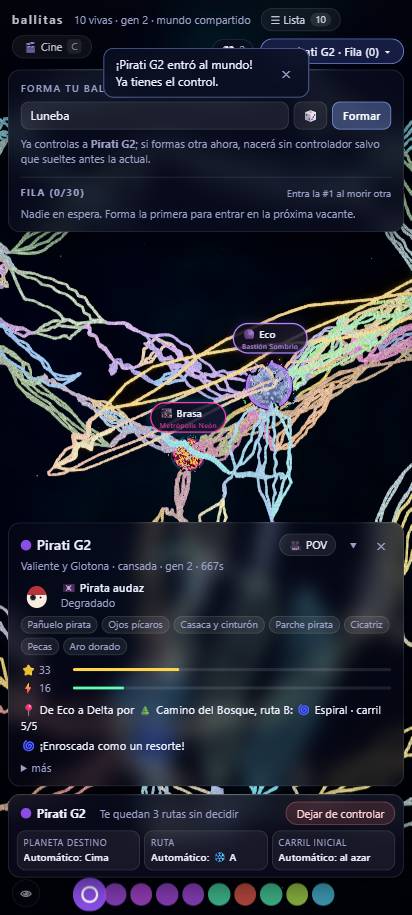 ballitas 10 vivas · gen 2 · mundo compartido ☰ Lista 10
Cine C
irati G2 · Fila (0)
¡Pirati G2 entró al mundo!
Ya tienes el control.
FORMA TU BAL
Luneba Formar
Ya controlas a Pirati G2; si formas otra ahora, nacerá sin controlador salvo
que sueltes antes la actual.
FILA (0/30) Entra la #1 al morir otra
Nadie en espera. Forma la primera para entrar en la próxima vacante.
Eco
Bastión Sombrío
Brasa
Metrópolis Neón
Pirati G2 POV
Valiente y Glotona · cansada · gen 2 · 667s
Pirata audaz
Degradado
Pañuelo pirata Ojos pícaros Casaca y cinturón Parche pirata Cicatriz
Pecas Aro dorado
33
16
De Eco a Delta por Camino del Bosque, ruta B: Espiral · carril
5/5
¡Enroscada como un resorte!
▶ más
Pirati G2 Te quedan 3 rutas sin decidir Dejar de controlar
PLANETA DESTINO RUTA CARRIL INICIAL
Automático: Cima Automático: A Automático: al azar